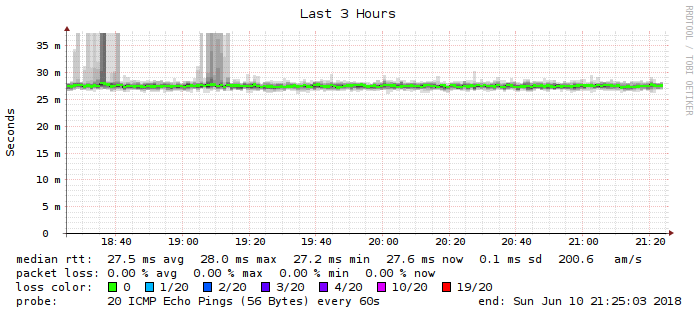 Last 3 Hours
RRDTOOL / TOBI OETIKER
Seconds
35 m
30 m
25 m
20 m
15 m
10 m
5 m
0
18:40 19:00 19:20 19:40 20:00 20:20 20:40 21:00 21:20
median rtt: 27.5 ms avg 28.0 ms max 27.2 ms min 27.6 ms now 0.1 ms sd 200.6 am/s
packet loss: 0.00 % avg 0.00 % max 0.00 % min 0.00 % now
loss color: 0 1/20 2/20 3/20 4/20 10/20 19/20
probe: 20 ICMP Echo Pings (56 Bytes) every 60s end: Sun Jun 10 21:25:03 2018